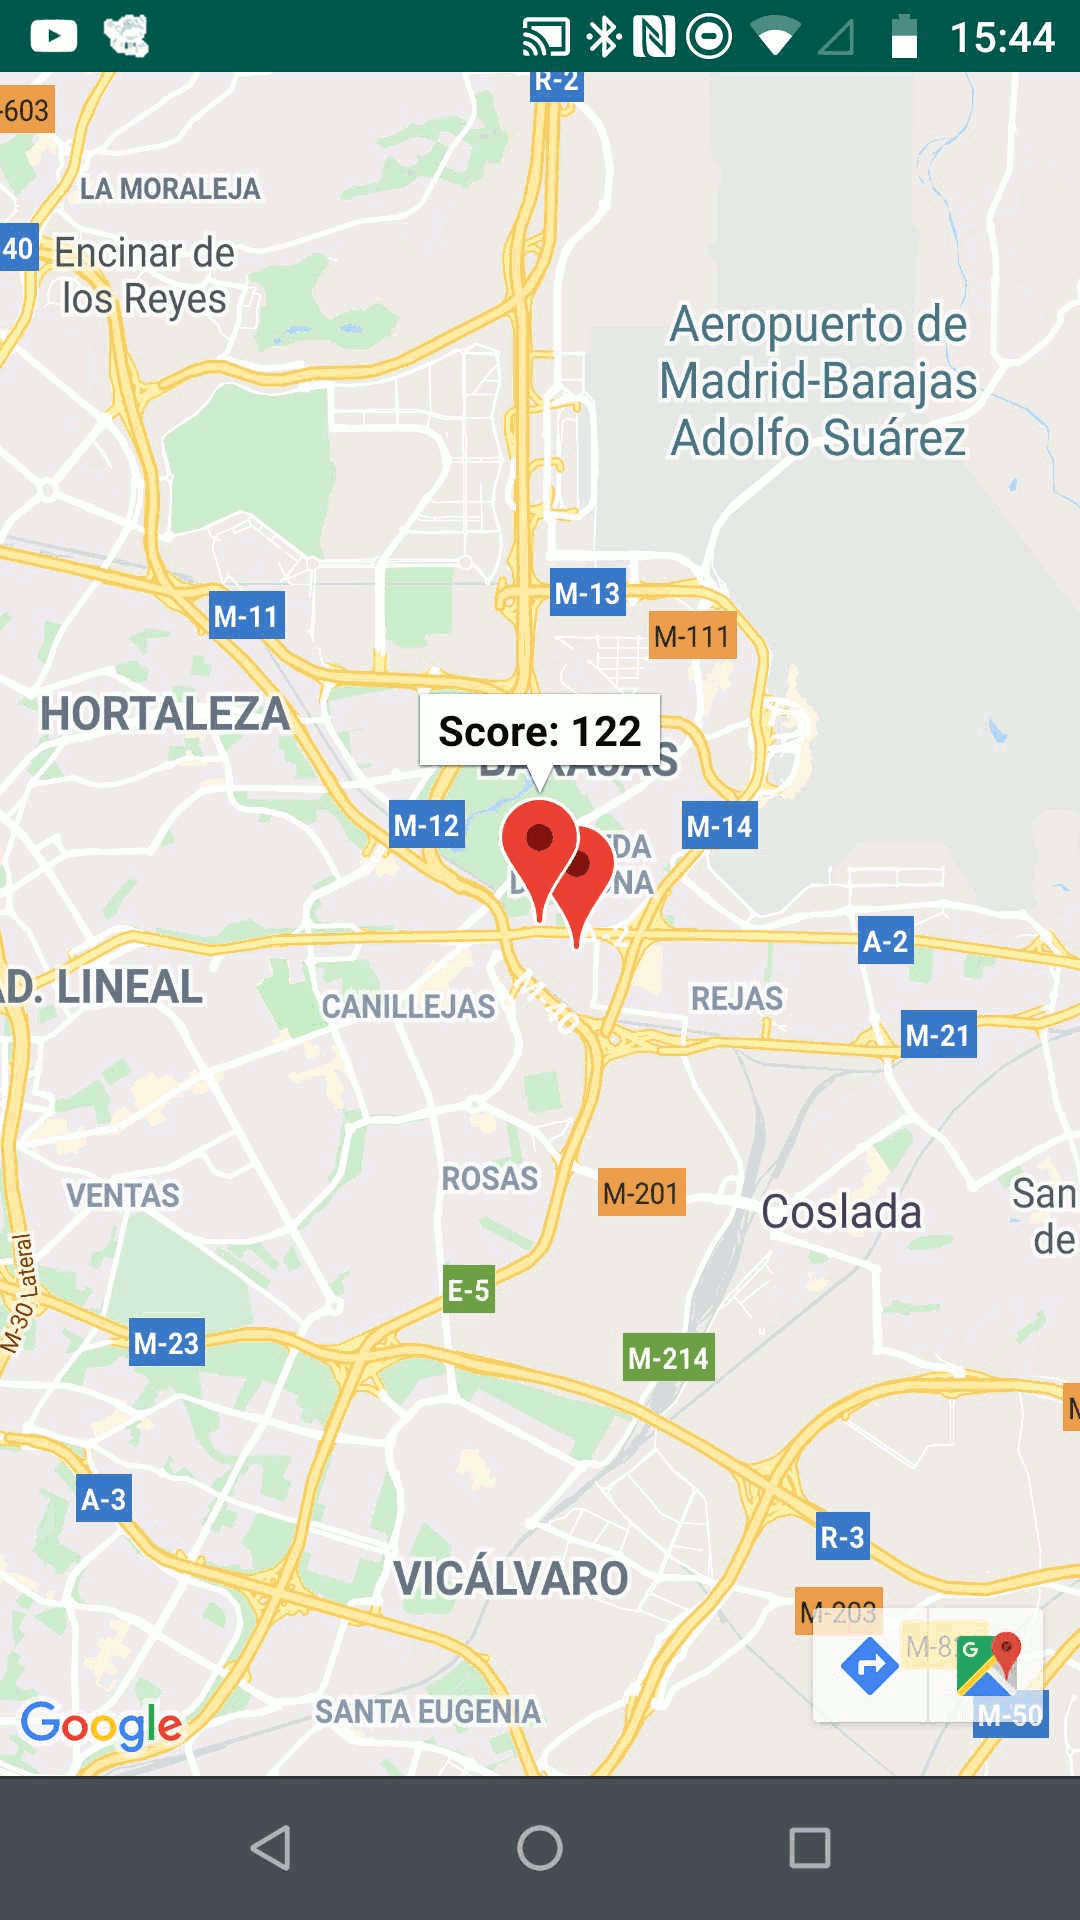 15:44
R-2
-603
LA MORALEJA
40
Encinar de
los Reyes
Aeropuerto de
Madrid-Barajas
Adolfo Suárez
M-13
M-11
M-111
HORTALEZA
Score: 122
M-12
M-14
A-2
AD. LINEAL
CANILLEJAS
M-40
REJAS
M-21
ROSAS
VENTAS
M-201
Coslada
San
de
M-30 Lateral
E-5
M-23
M-214
A-3
R-3
VICÁLVARO
M-203
G
SANTA EUGENIA
M-50
Google